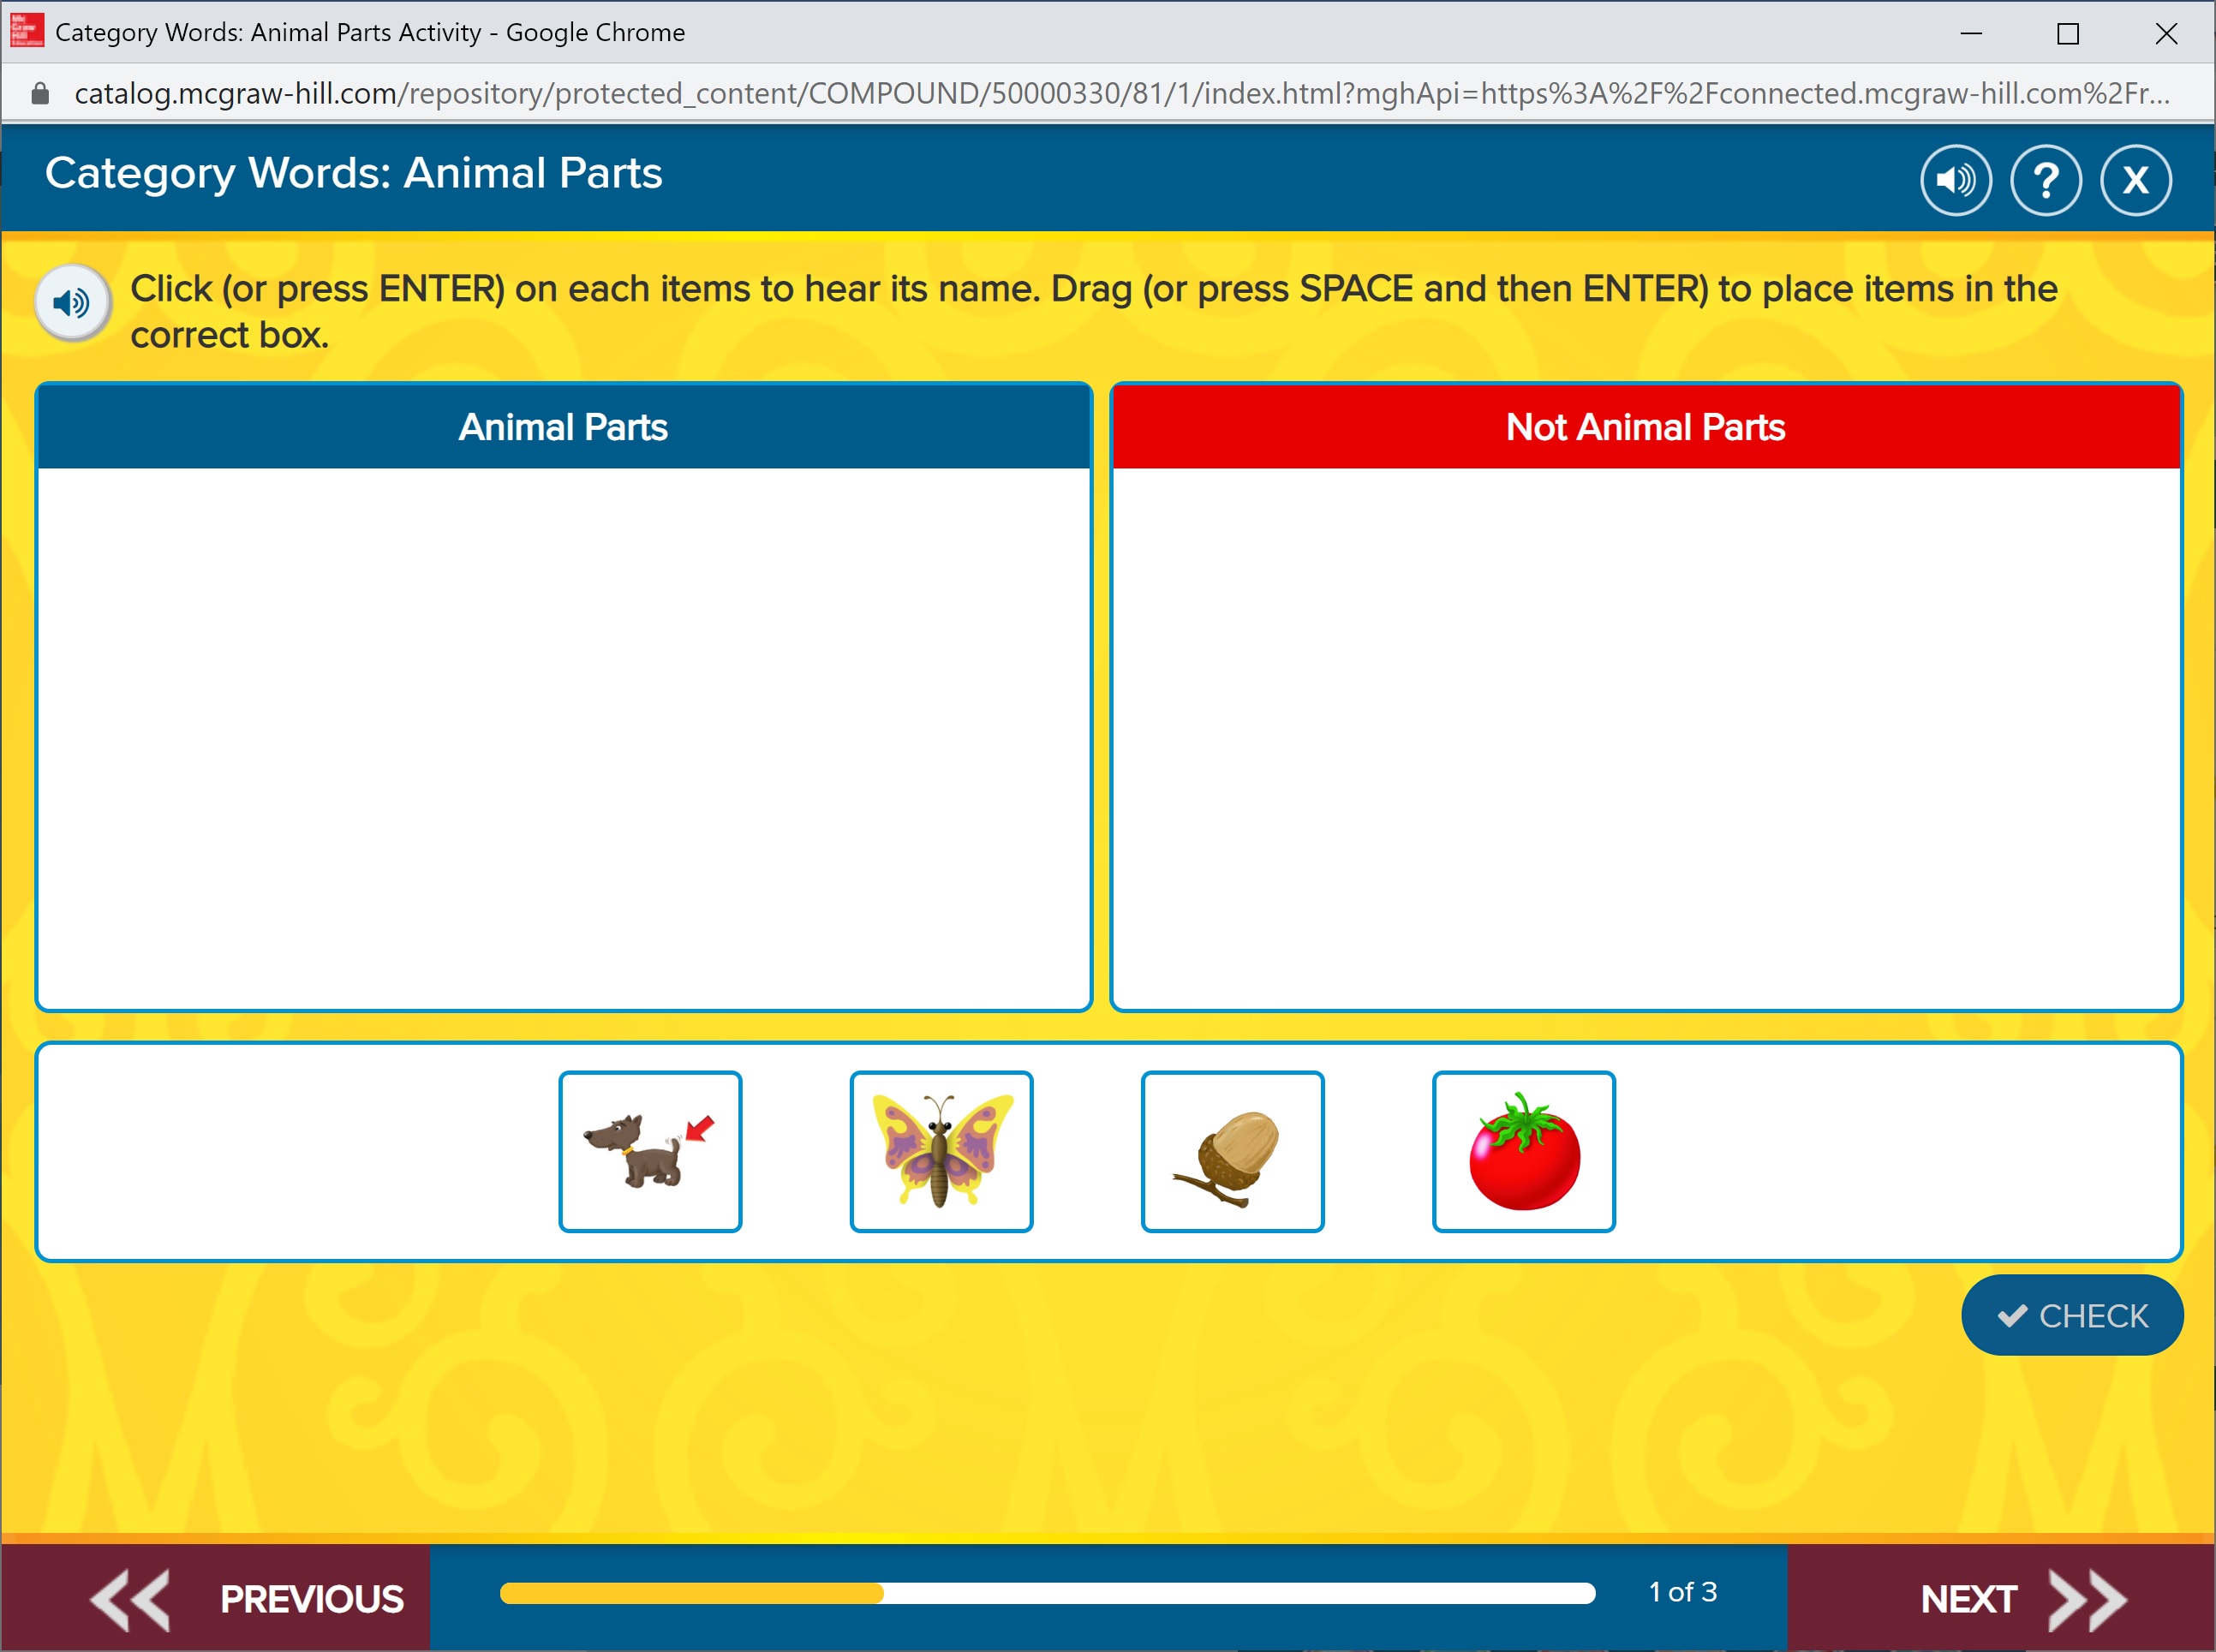 Category Words: Animal Parts Activity - Google Chrome
catalog.mcgraw-hill.com/repository/protected_content/COMPOUND/50000330/81/1/index.html?mghApi=https%3A%2F%2Fconnected.mcgraw-hill.com%2Fr...
Category Words: Animal Parts
?
X
Click (or press ENTER) on each items to hear its name. Drag (or press SPACE and then ENTER) to place items in the
correct box.
Animal Parts
Not Animal Parts
CHECK
PREVIOUS
1 of 3
NEXT